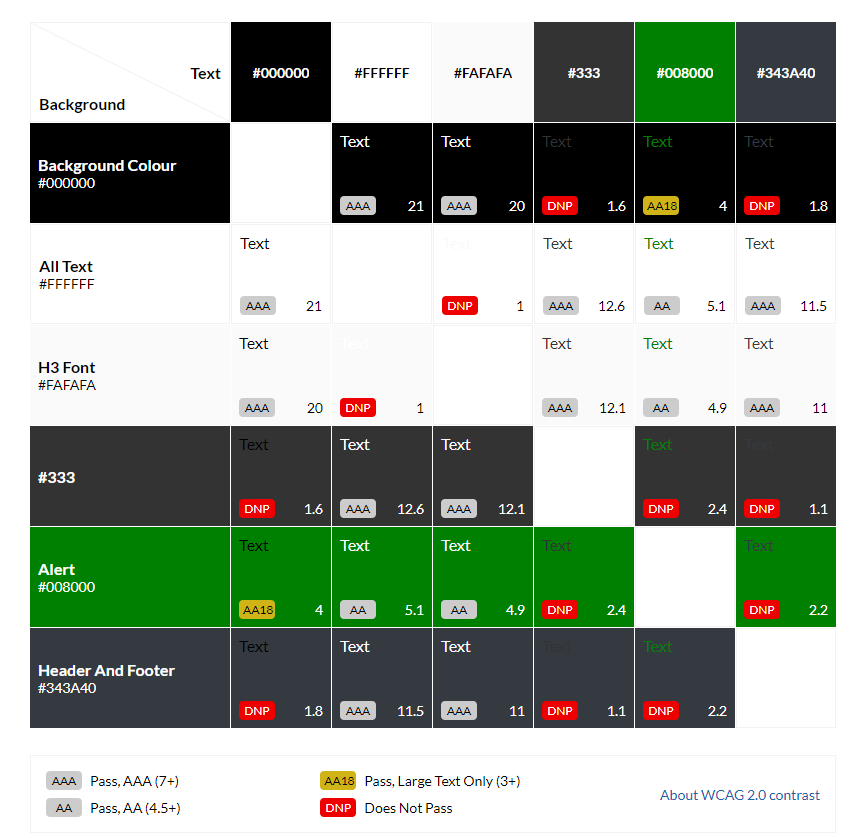 Text #000000 #FFFFFF #FAFAFA #333 #008000 #343A40
Background
Text Text Text Text Text
Background Colour
#000000
AAA 21 AAA 20 DNP 1.6 AA18 4 DNP 1.8
Text Text Text Text Text
All Text
#FFFFFF
AAA 21 DNP 1 AAA 12.6 AA 5.1 AAA 11.5
Text Text Text Text Text
H3 Font
#FAFAFA
AAA 20 DNP 1 AAA 12.1 AA 4.9 AAA 11
Text Text Text Text Text
#333
DNP 1.6 AAA 12.6 AAA 12.1 DNP 2.4 DNP 1.1
Text Text Text Text Text
Alert
#008000
AA18 4 AA 5.1 AA 4.9 DNP 2.4 DNP 2.2
Text Text Text Text Text
Header And Footer
#343A40
DNP 1.8 AAA 11.5 AAA 11 DNP 1.1 DNP 2.2
AAA Pass, AAA (7+) AA18 Pass, Large Text Only (3+)
About WCAG 2.0 contrast
AA Pass, AA (4.5+) DNP Does Not Pass